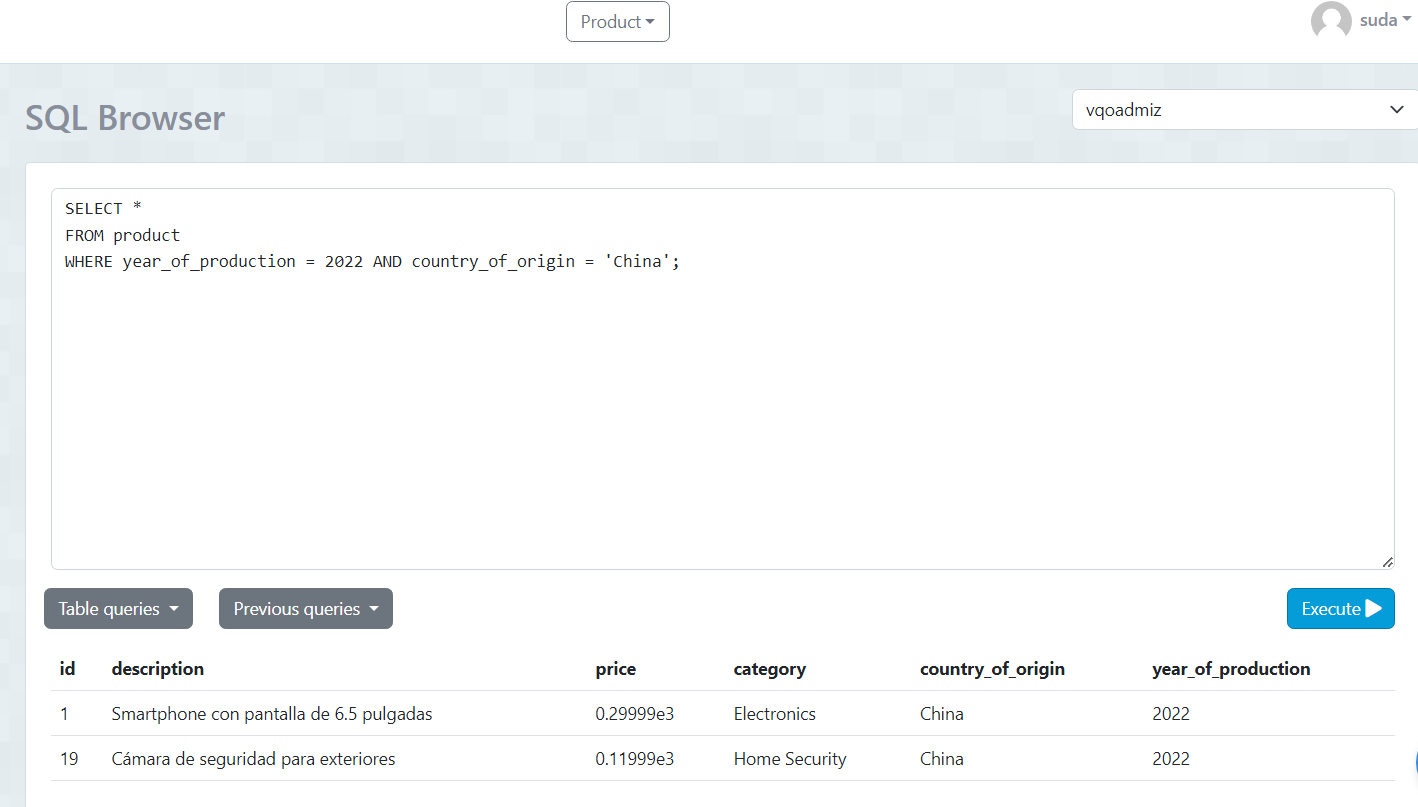 Product
suda
SQL Browser
vqoadmiz
SELECT *
FROM product
WHERE year_of_production = 2022 AND country_of_origin = 'China';
Table queries
Previous queries
Execute
id description price category country_of_origin year_of_production
1 Smartphone con pantalla de 6.5 pulgadas 0.29999e3 Electronics China 2022
19 Cámara de seguridad para exteriores 0.11999e3 Home Security China 2022